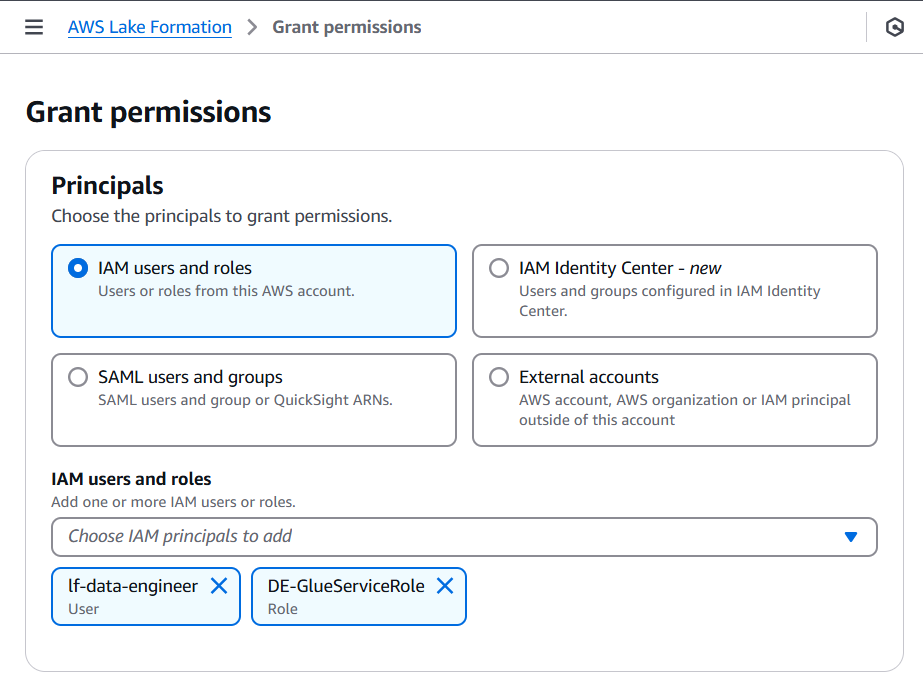 AWS Lake Formation > Grant permissions
Grant permissions
Principals
Choose the principals to grant permissions.
IAM users and roles
Users or roles from this AWS account.
IAM Identity Center - new
Users and groups configured in IAM Identity
Center.
SAML users and groups
SAML users and group or QuickSight ARNs.
External accounts
AWS account, AWS organization or IAM principal
outside of this account
IAM users and roles
Add one or more IAM users or roles.
Choose IAM principals to add
lf-data-engineer
User
DE-GlueServiceRole
Role